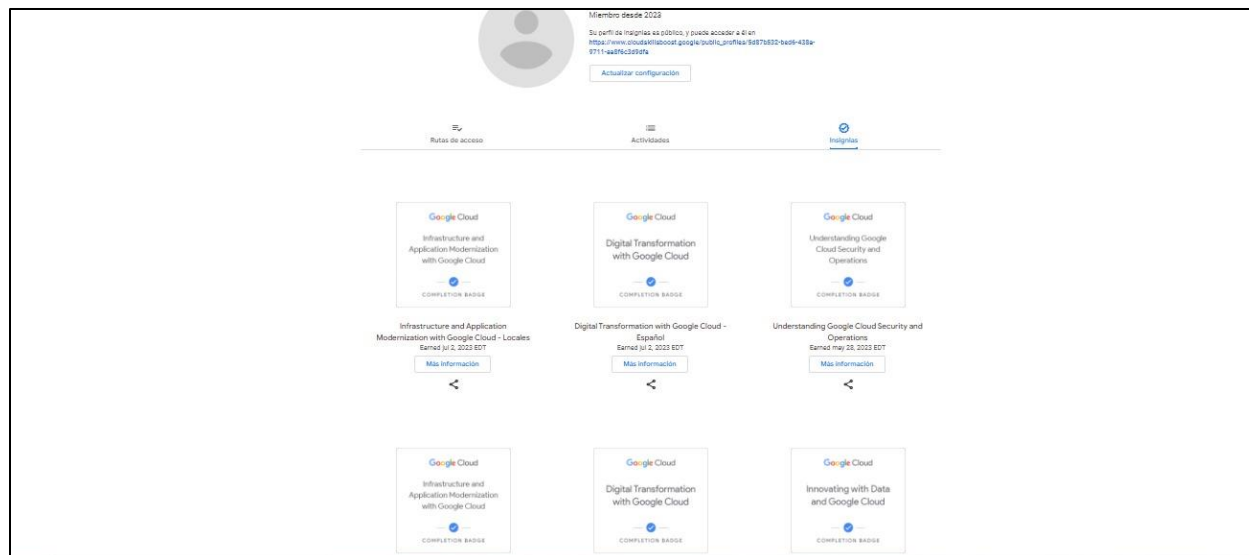 Miembro desde 2023
Su perfil de insignias es público, y puede acceder a él en
https://www.cloudskillsboost.google/public_profiles/
Actualizar configuración
Rutas de acceso
Actividades
Insignias
Google Cloud
Infrastructure and
Application Modernization
with Google Cloud
COMPLETION BADGE
Infrastructure and Application
Modernization with Google Cloud - Locales
Earned jul 2, 2023 EDT
Más información
Google Cloud
Digital Transformation
with Google Cloud
COMPLETION BADGE
Digital Transformation with Google Cloud -
Español
Earned jul 2, 2023 EDT
Más información
Google Cloud
Understanding Google
Cloud Security and
Operations
COMPLETION BADGE
Understanding Google Cloud Security and
Operations
Earned may 28, 2023 EDT
Más información
Google Cloud
Infrastructure and
Application Modernization
with Google Cloud
COMPLETION BADGE
Google Cloud
Digital Transformation
with Google Cloud
COMPLETION BADGE
Google Cloud
Innovating with Data
and Google Cloud
COMPLETION BADGE